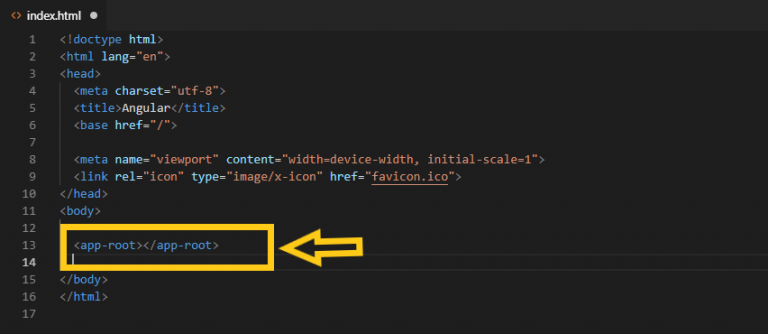 index.html
1 <!doctype html>
2 <html lang="en">
3 <head>
4 <meta charset="utf-8">
5 <title>Angular</title>
6 <base href="/">
7
8 <meta name="viewport" content="width=device-width, initial-scale=1">
9 <link rel="icon" type="image/x-icon" href="favicon.ico">
10 </head>
11 <body>
12
13 <app-root></app-root>
14
15 </body>
16 </html>
17